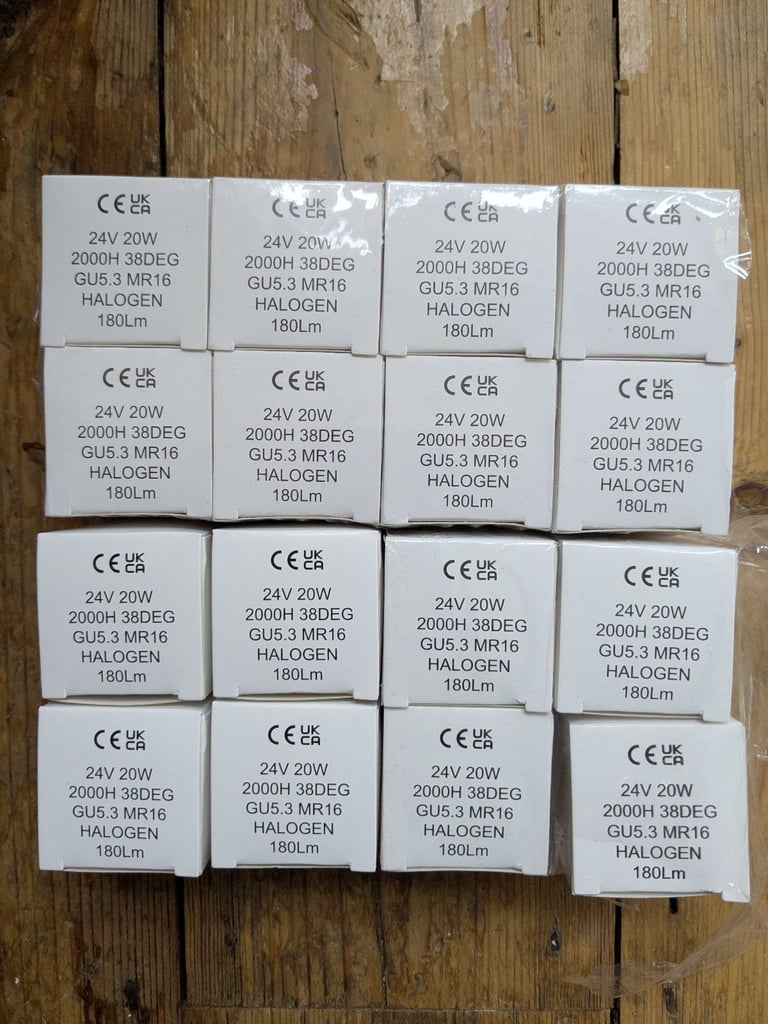 CE UK CA
24V 20W
2000H 38DEG
GU5.3 MR16
HALOGEN
180Lm
CE UK CA
24V 20W
2000H 38DEG
GU5.3 MR16
HALOGEN
180Lm
CE UK CA
24V 20W
2000H 38DEG
GU5.3 MR16
HALOGEN
180Lm
CE UK CA
24V 20W
2000H 38DEG
GU5.3 MR16
HALOGEN
180Lm
CE UK CA
24V 20W
2000H 38DEG
GU5.3 MR16
HALOGEN
180Lm
CE UK CA
24V 20W
2000H 38DEG
GU5.3 MR16
HALOGEN
180Lm
CE UK CA
24V 20W
2000H 38DEG
GU5.3 MR16
HALOGEN
180Lm
CE UK CA
24V 20W
2000H 38DEG
GU5.3 MR16
HALOGEN
180Lm
CE UK CA
24V 20W
2000H 38DEG
GU5.3 MR16
HALOGEN
180Lm
CE UK CA
24V 20W
2000H 38DEG
GU5.3 MR16
HALOGEN
180Lm
CE UK CA
24V 20W
2000H 38DEG
GU5.3 MR16
HALOGEN
180Lm
CE UK CA
24V 20W
2000H 38DEG
GU5.3 MR16
HALOGEN
180Lm
CE UK CA
24V 20W
2000H 38DEG
GU5.3 MR16
HALOGEN
180Lm
CE UK CA
24V 20W
2000H 38DEG
GU5.3 MR16
HALOGEN
180Lm
CE UK CA
24V 20W
2000H 38DEG
GU5.3 MR16
HALOGEN
180Lm
CE UK CA
24V 20W
2000H 38DEG
GU5.3 MR16
HALOGEN
180Lm